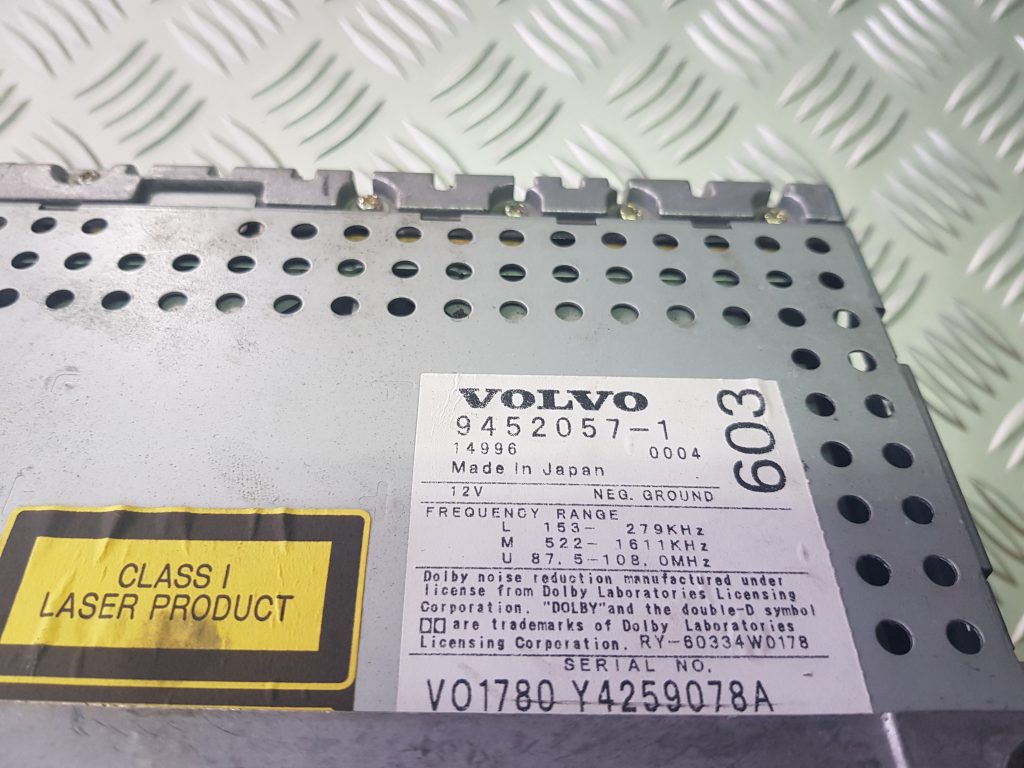 VOLVO
603
9452057-1
14996 0004
Made in Japan
12V NEG. GROUND
FREQUENCY RANGE
L 153- 279KHz
M 522- 1611KHz
U 87.5-108.0MHz
Dolby noise reduction manufactured under
license from Dolby Laboratories Licensing
Corporation. "DOLBY"and the double-D symbol
are trademarks of Dolby Laboratories
Licensing Corporation. RY-60334W0178
SERIAL NO.
V01780 Y4259078A
CLASS I
LASER PRODUCT